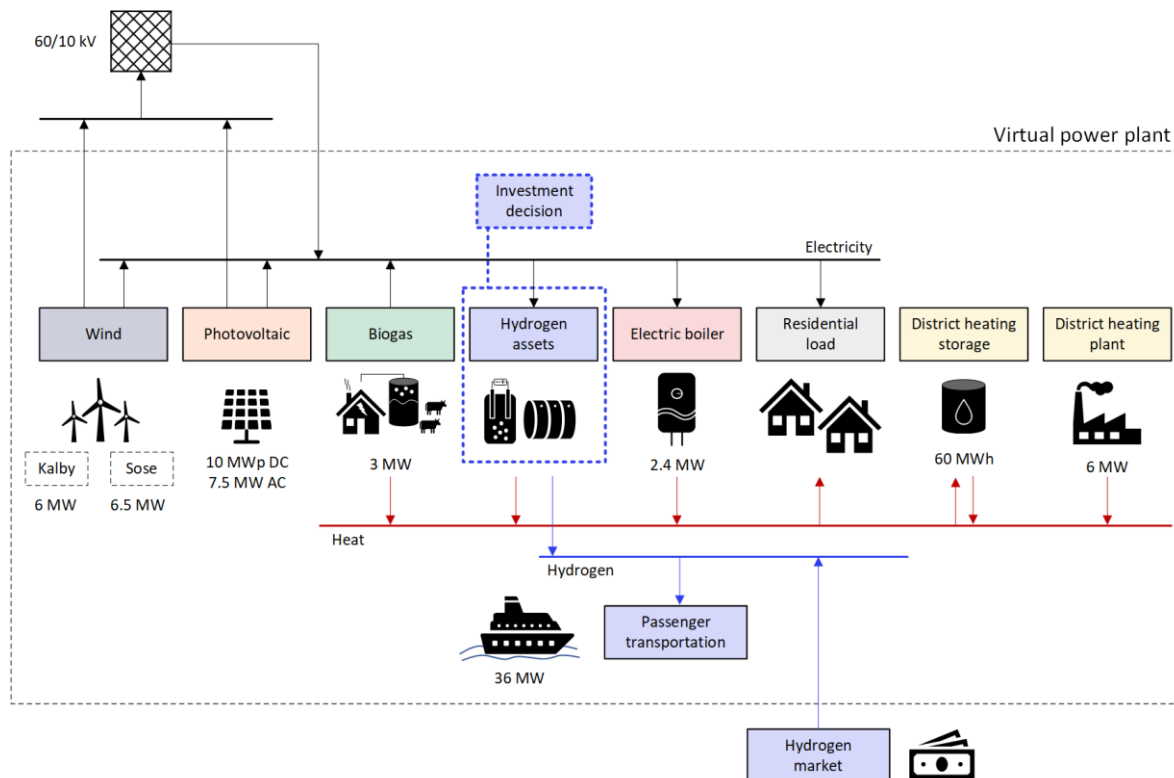 60/10 kV
Virtual power plant
Investment
decision
Electricity
Wind
Photovoltaic
Biogas
Hydrogen
assets
Electric boiler
Residential
load
District heating
storage
District heating
plant
Kalby
Sose
6 MW
6.5 MW
10 MWp DC
7.5 MW AC
3 MW
2.4 MW
60 MWh
6 MW
Heat
Hydrogen
36 MW
Passenger
transportation
Hydrogen
market